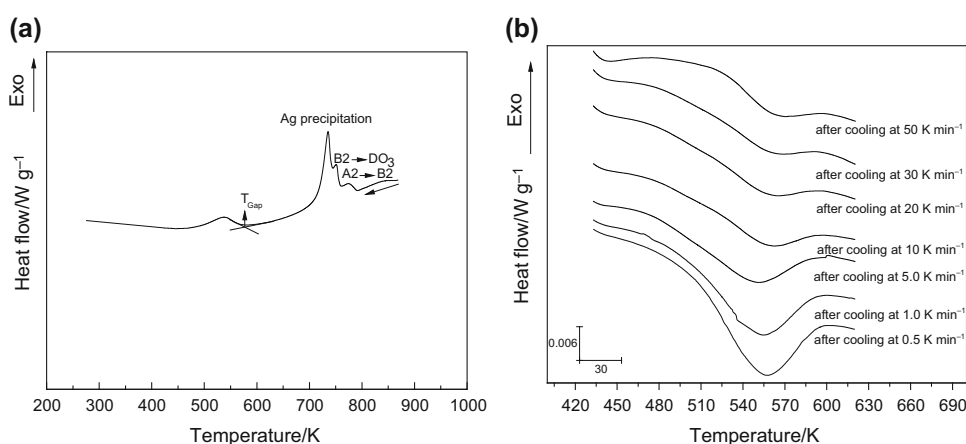 (a)
Exo
Heat flow/W g⁻¹
Ag precipitation
B2 → DO₃
A2 → B2
T_Gap
200 300 400 500 600 700 800 900 1000
Temperature/K
(b)
Exo
Heat flow/W g⁻¹
after cooling at 50 K min⁻¹
after cooling at 30 K min⁻¹
after cooling at 20 K min⁻¹
after cooling at 10 K min⁻¹
after cooling at 5.0 K min⁻¹
after cooling at 1.0 K min⁻¹
after cooling at 0.5 K min⁻¹
0.006
30
420 450 480 510 540 570 600 630 660 690
Temperature/K